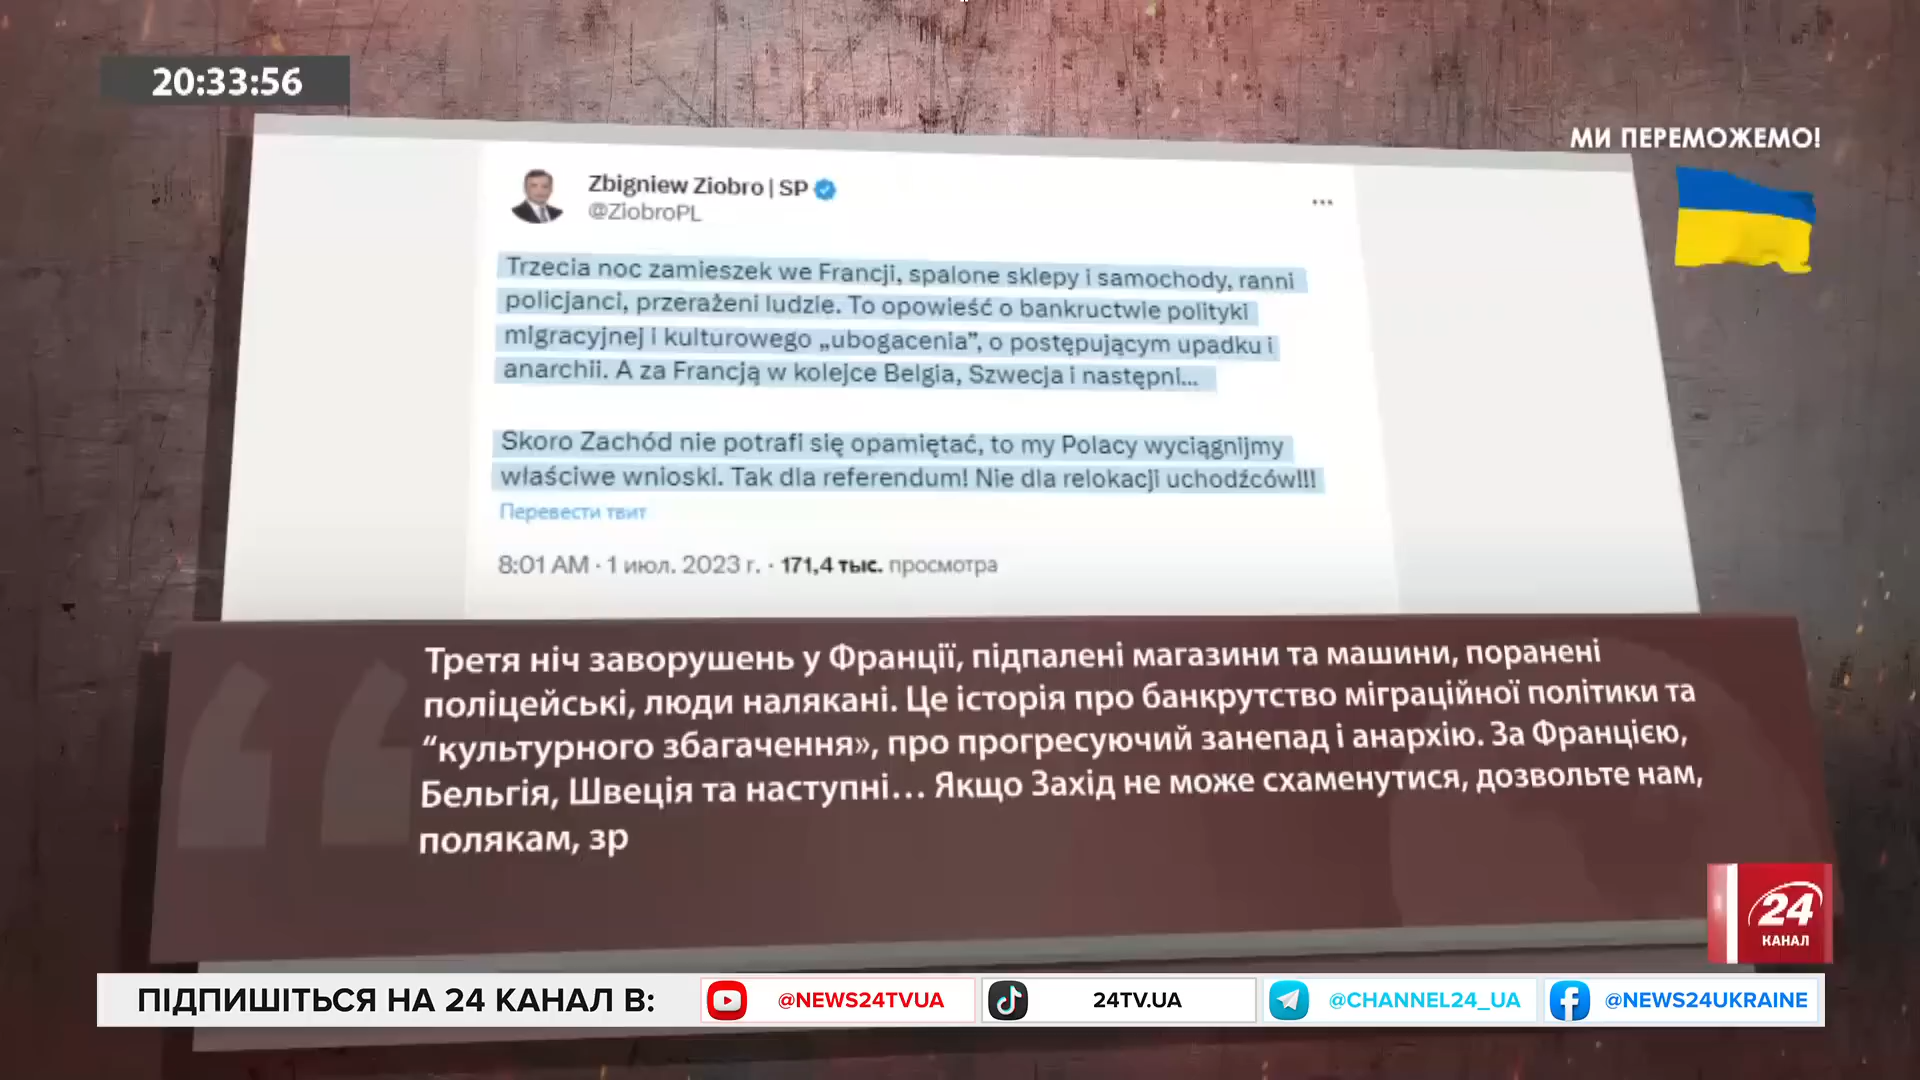 20:33:56
МИ ПЕРЕМОЖЕМО!
Zbigniew Ziobro | SP
@ZiobroPL
Trzecia noc zamieszek we Francji, spalone sklepy i samochody, ranni
policjanci, przerażeni ludzie. To opowieść o bankructwie polityki
migracyjnej i kulturowego „ubogacenia”, o postępującym upadku i
anarchii. A za Francją w kolejce Belgia, Szwecja i następni...
Skoro Zachód nie potrafi się opamiętać, to my Polacy wyciągnijmy
właściwe wnioski. Tak dla referendum! Nie dla relokacji uchodźców!!!
Перевести твит
8:01 AM · 1 июл. 2023 г. · 171,4 тыс. просмотра
Третя ніч заворушень у Франції, підпалені магазини та машини, поранені
поліцейські, люди налякані. Це історія про банкрутство міграційної політики та
“культурного збагачення», про прогресуючий занепад і анархію. За Францією,
Бельгія, Швеція та наступні… Якщо Захід не може схаменутися, дозвольте нам,
полякам, зр
24
КАНАЛ
ПІДПИШІТЬСЯ НА 24 КАНАЛ В: @NEWS24TVUA 24TV.UA @CHANNEL24_UA @NEWS24UKRAINE